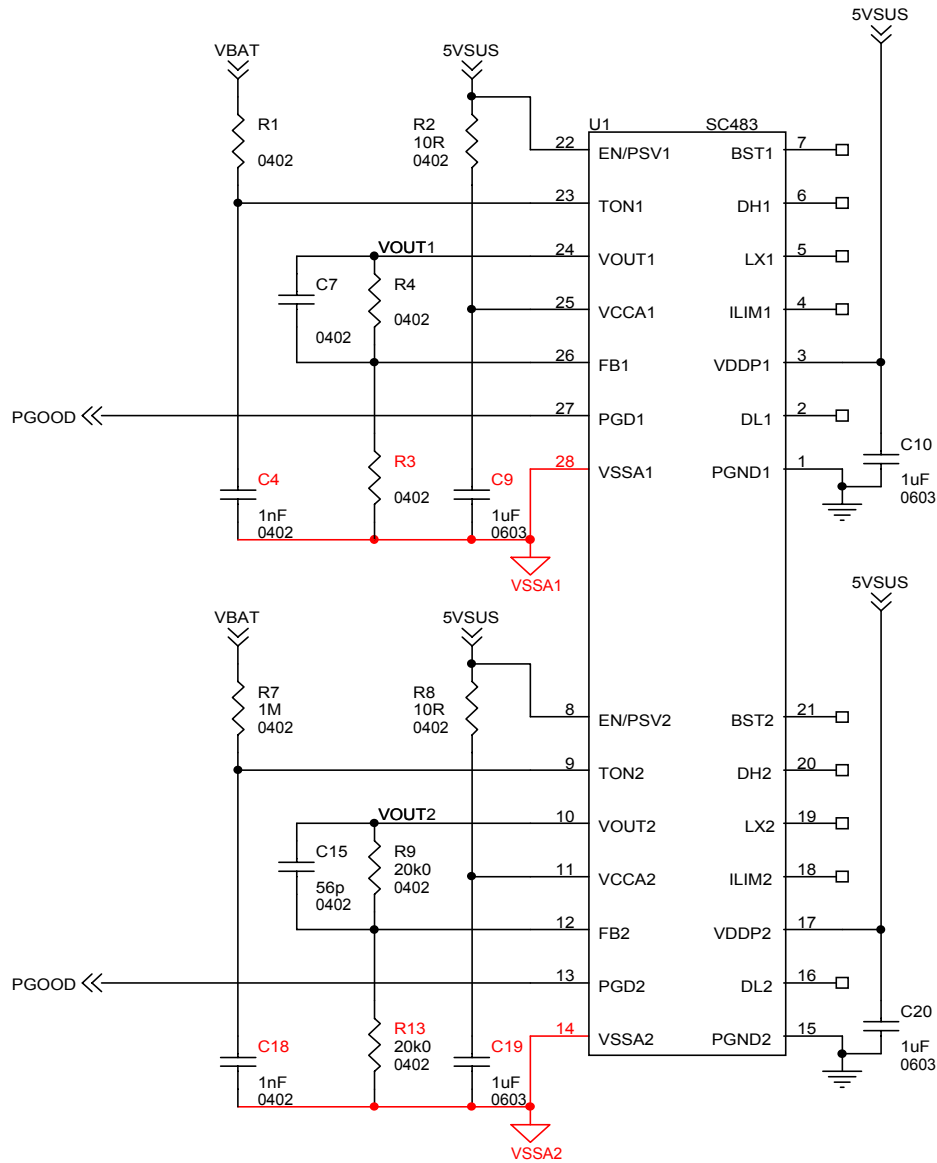 5VSUS
VBAT
5VSUS
R1
0402
R2
10R
0402
U1
SC483
22
EN/PSV1
BST1
7
23
TON1
DH1
6
VOUT1
24
VOUT1
LX1
5
C7
0402
R4
0402
25
VCCA1
ILIM1
4
26
FB1
VDDP1
3
PGOOD
27
PGD1
DL1
2
R3
0402
28
VSSA1
PGND1
1
C10
1uF
0603
C4
1nF
0402
C9
1uF
0603
VSSA1
5VSUS
VBAT
5VSUS
R7
1M
0402
R8
10R
0402
8
EN/PSV2
BST2
21
9
TON2
DH2
20
VOUT2
10
VOUT2
LX2
19
C15
56p
0402
R9
20k0
0402
11
VCCA2
ILIM2
18
12
FB2
VDDP2
17
PGOOD
13
PGD2
DL2
16
R13
20k0
0402
14
VSSA2
PGND2
15
C20
1uF
0603
C18
1nF
0402
C19
1uF
0603
VSSA2